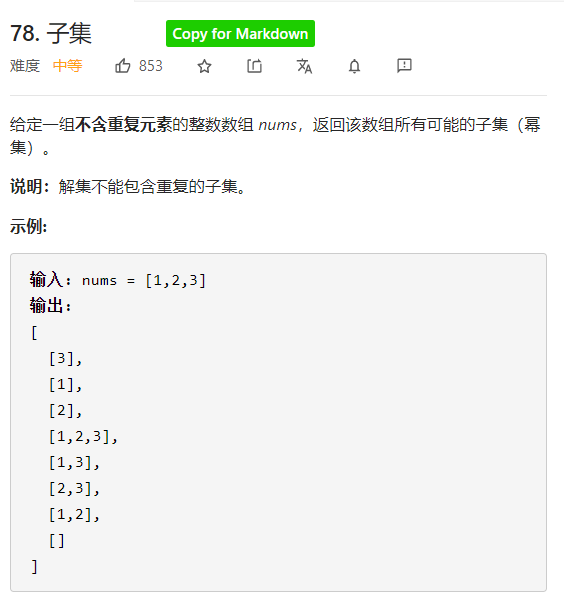 78. 子集
Copy for Markdown
难度 中等 853
给定一组不含重复元素的整数数组 nums，返回该数组所有可能的子集（幂
集）。
说明：解集不能包含重复的子集。
示例:
输入：nums = [1,2,3]
输出：
[
  [3],
  [1],
  [2],
  [1,2,3],
  [1,3],
  [2,3],
  [1,2],
  []
]